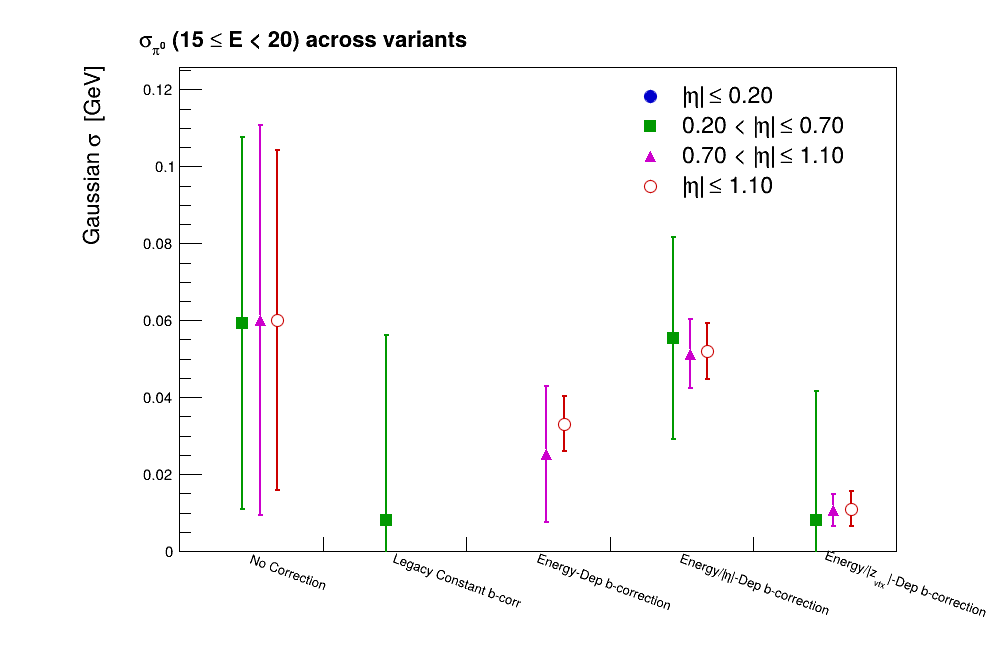 σπ⁰ (15 ≤ E < 20) across variants
Gaussian σ [GeV]
|η| ≤ 0.20
0.20 < |η| ≤ 0.70
0.70 < |η| ≤ 1.10
|η| ≤ 1.10
0.12
0.1
0.08
0.06
0.04
0.02
0
No Correction
Legacy Constant b-corr
Energy-Dep b-correction
Energy/|η|-Dep b-correction
Energy/|z_vtx|-Dep b-correction